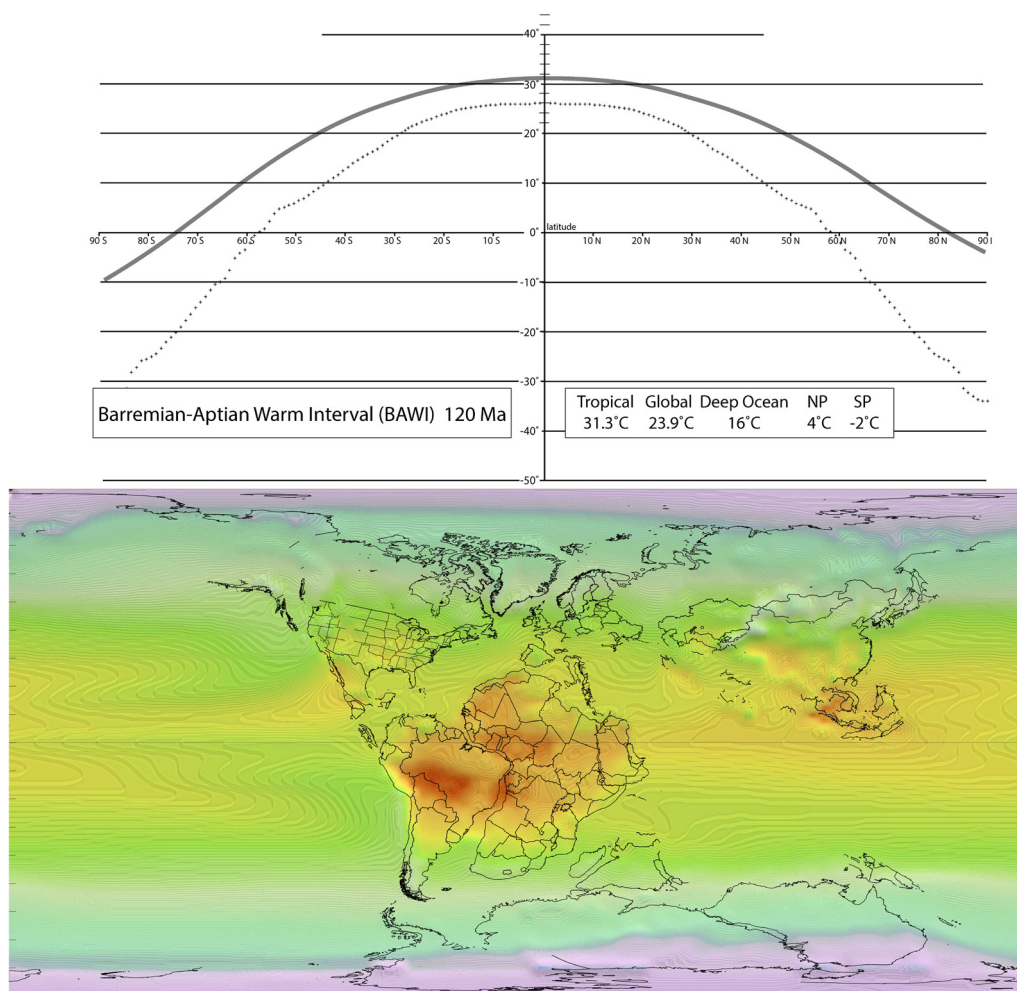 40°
30°
20°
10°
0°
latitude
90 S 80 S 70 S 60 S 50 S 40 S 30 S 20 S 10 S 10 N 20 N 30 N 40 N 50 N 60 N 70 N 80 N 90 N
-10°
-20°
-30°
Barremian-Aptian Warm Interval (BAWI) 120 Ma
Tropical Global Deep Ocean NP SP
31.3°C 23.9°C 16°C 4°C -2°C
-40°
-50°